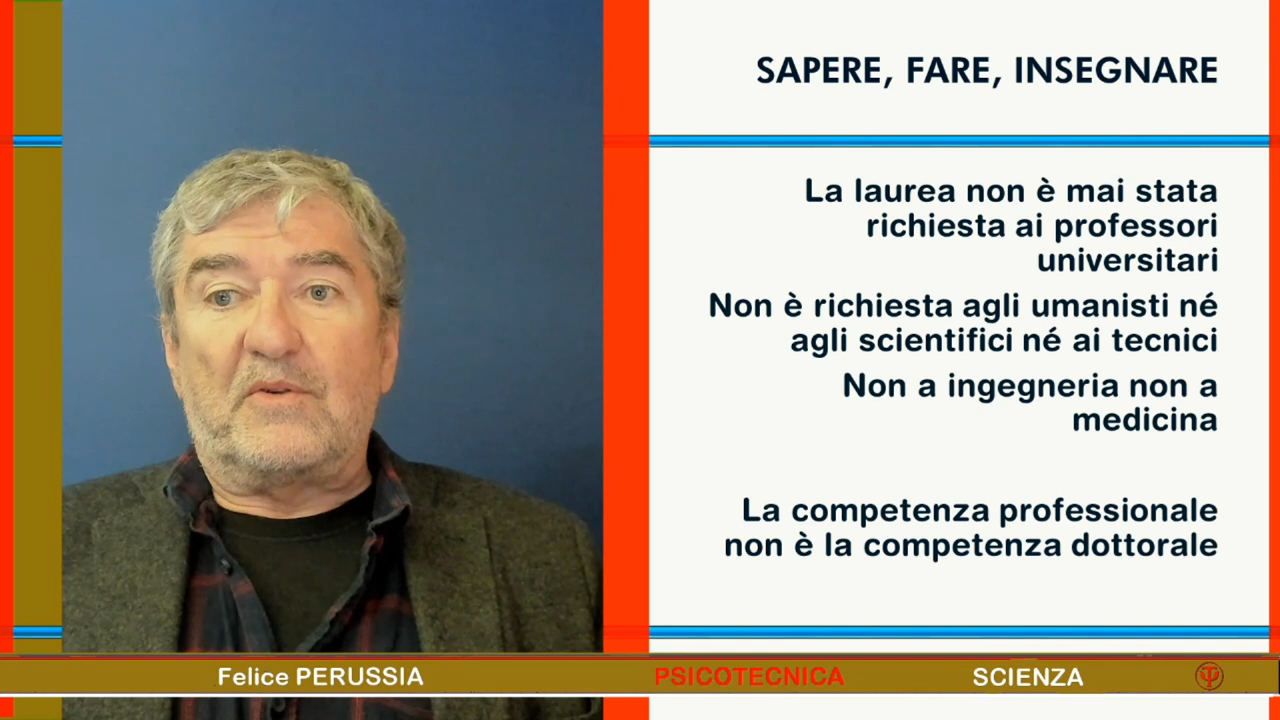 SAPERE, FARE, INSEGNARE
La laurea non è mai stata
richiesta ai professori
universitari
Non è richiesta agli umanisti né
agli scientifici né ai tecnici
Non a ingegneria non a
medicina
La competenza professionale
non è la competenza dottorale
Felice PERUSSIA
PSICOTECNICA
SCIENZA